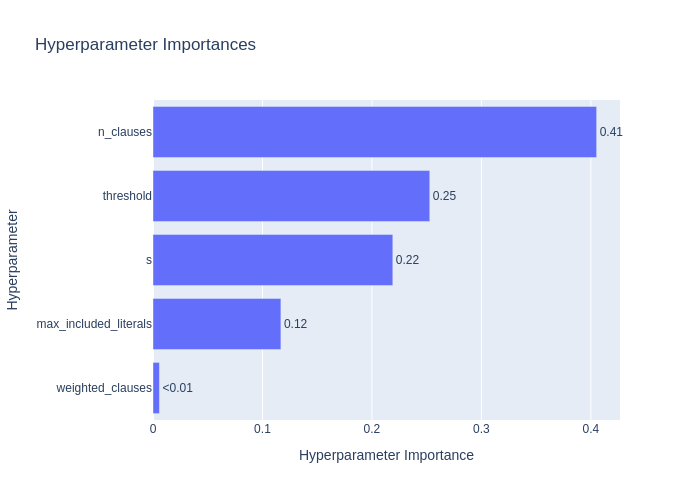 Hyperparameter Importances
n_clauses 0.41
threshold 0.25
s 0.22
max_included_literals 0.12
weighted_clauses <0.01
0 0.1 0.2 0.3 0.4
Hyperparameter Importance
Hyperparameter